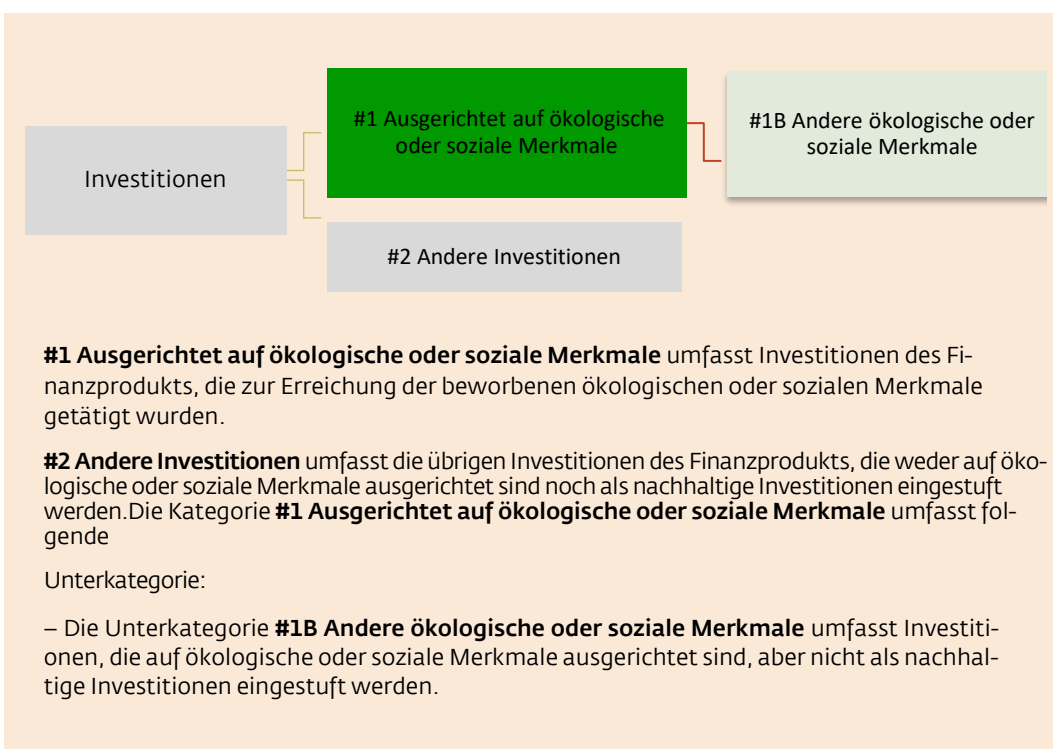 #1 Ausgerichtet auf ökologische
oder soziale Merkmale
#1B Andere ökologische oder
soziale Merkmale
Investitionen
#2 Andere Investitionen
#1 Ausgerichtet auf ökologische oder soziale Merkmale umfasst Investitionen des Fi-
nanzprodukts, die zur Erreichung der beworbenen ökologischen oder sozialen Merkmale
getätigt wurden.
#2 Andere Investitionen umfasst die übrigen Investitionen des Finanzprodukts, die weder auf öko-
logische oder soziale Merkmale ausgerichtet sind noch als nachhaltige Investitionen eingestuft
werden.Die Kategorie #1 Ausgerichtet auf ökologische oder soziale Merkmale umfasst fol-
gende
Unterkategorie:
– Die Unterkategorie #1B Andere ökologische oder soziale Merkmale umfasst Investiti-
onen, die auf ökologische oder soziale Merkmale ausgerichtet sind, aber nicht als nachhal-
tige Investitionen eingestuft werden.